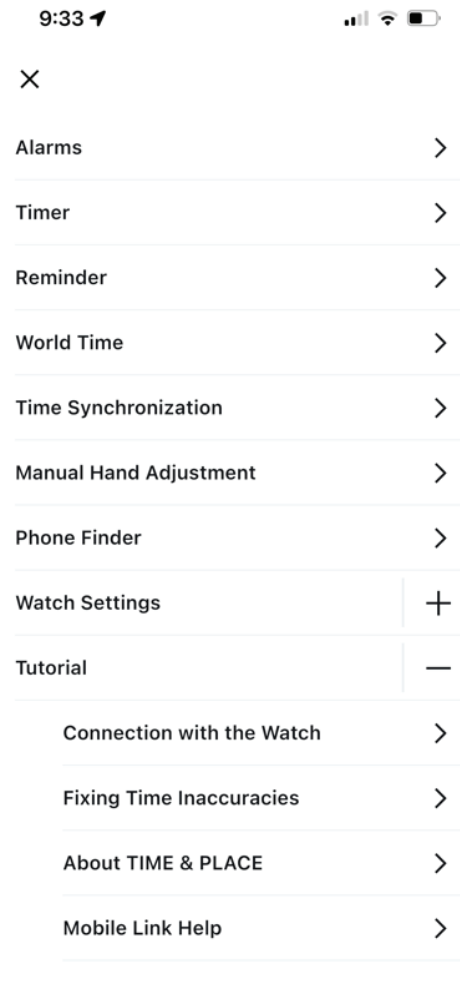 9:33
Alarms
Timer
Reminder
World Time
Time Synchronization
Manual Hand Adjustment
Phone Finder
Watch Settings
Tutorial
Connection with the Watch
Fixing Time Inaccuracies
About TIME & PLACE
Mobile Link Help